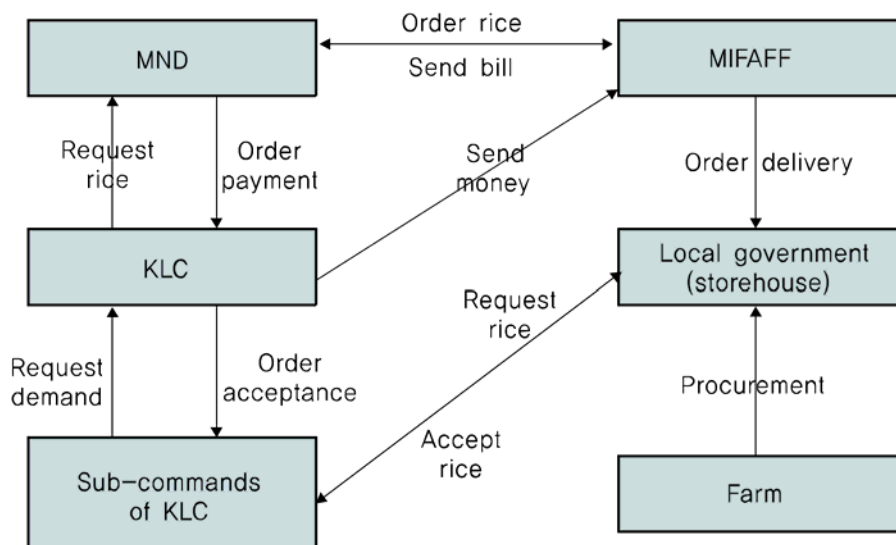 Order rice
MND
MIFAFF
Send bill
Request
rice
Order
payment
Send
money
Order delivery
KLC
Local government
(storehouse)
Request
rice
Request
demand
Order
acceptance
Procurement
Accept
rice
Sub-commands
of KLC
Farm